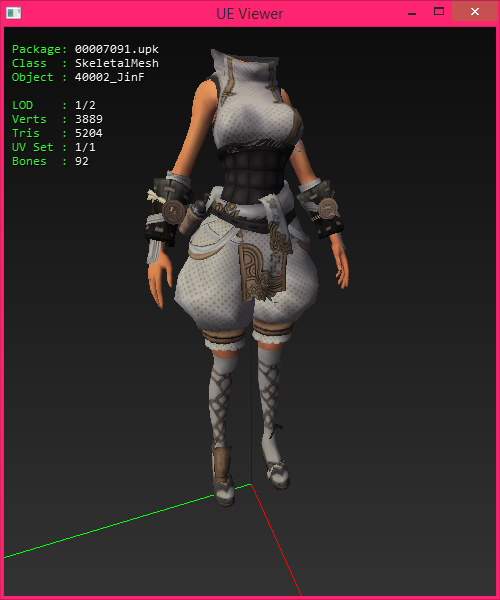 UE Viewer
Package: 00007091.upk
Class  : SkeletalMesh
Object : 40002_JinF
LOD    : 1/2
Verts  : 3889
Tris   : 5204
UV Set : 1/1
Bones  : 92